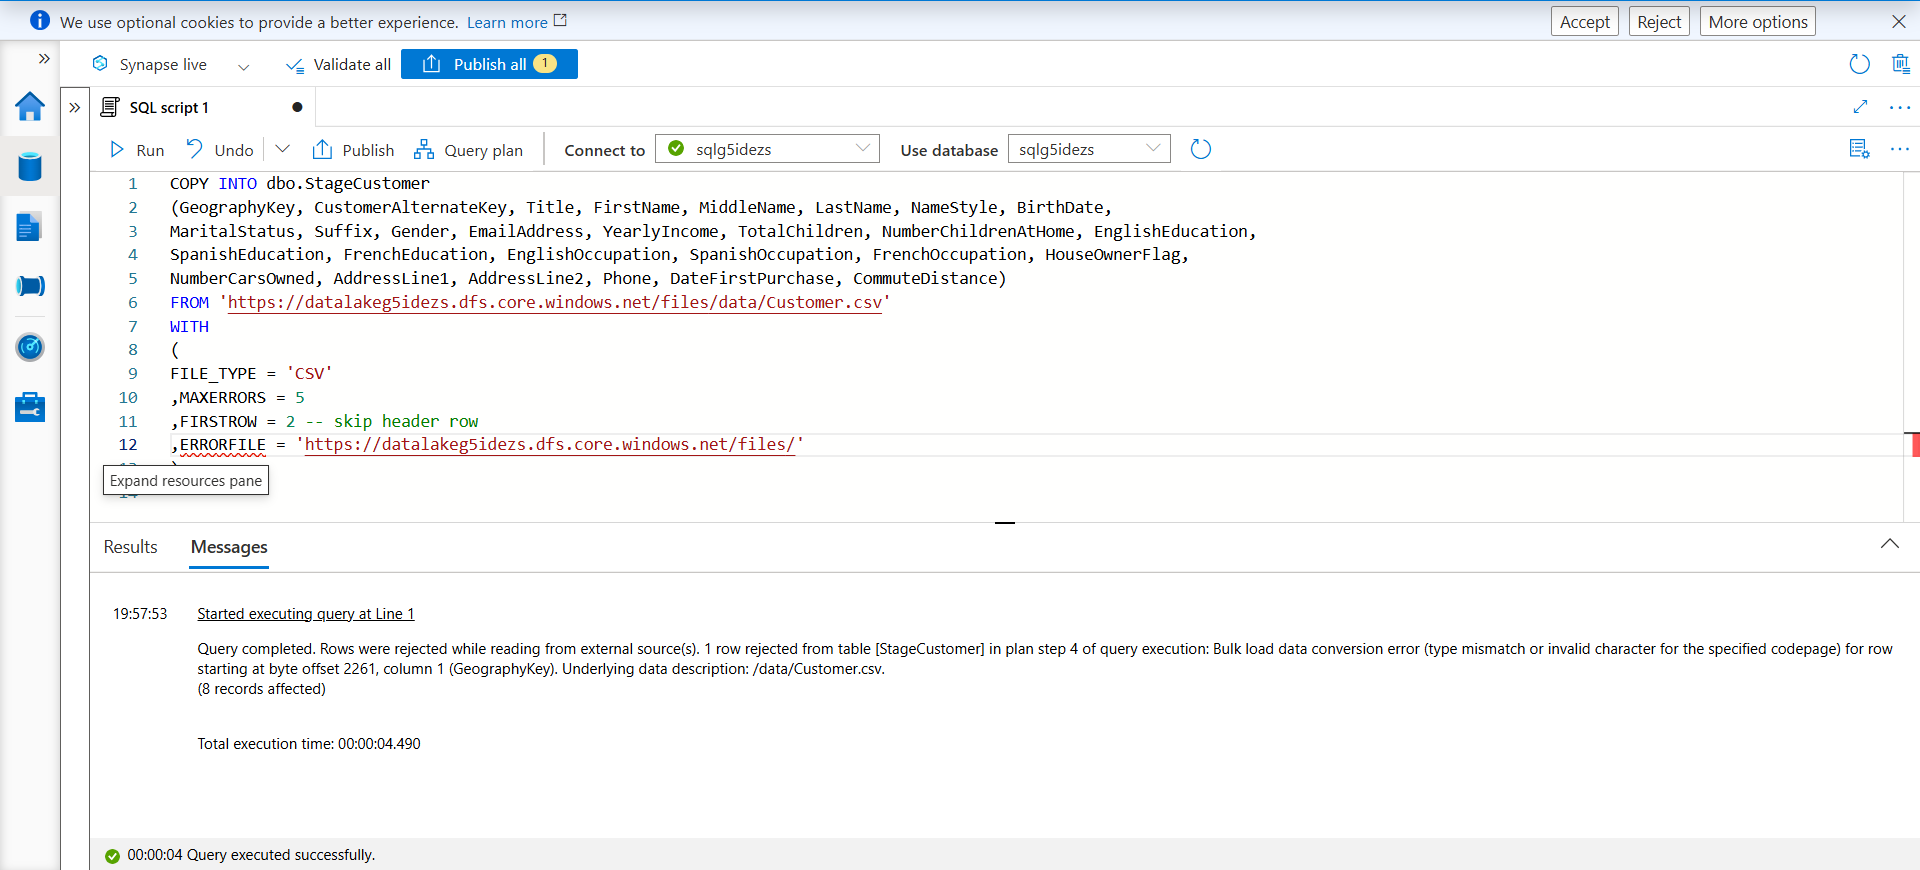 We use optional cookies to provide a better experience. Learn more
Accept
Reject
More options
Synapse live
Validate all
Publish all 1
SQL script 1
Run
Undo
Publish
Query plan
Connect to
sqlg5idezs
Use database
sqlg5idezs
1 COPY INTO dbo.StageCustomer
2 (GeographyKey, CustomerAlternateKey, Title, FirstName, MiddleName, LastName, NameStyle, BirthDate,
3 MaritalStatus, Suffix, Gender, EmailAddress, YearlyIncome, TotalChildren, NumberChildrenAtHome, EnglishEducation,
4 SpanishEducation, FrenchEducation, EnglishOccupation, SpanishOccupation, FrenchOccupation, HouseOwnerFlag,
5 NumberCarsOwned, AddressLine1, AddressLine2, Phone, DateFirstPurchase, CommuteDistance)
6 FROM 'https://datalakeg5idezs.dfs.core.windows.net/files/data/Customer.csv'
7 WITH
8 (
9 FILE_TYPE = 'CSV'
10 ,MAXERRORS = 5
11 ,FIRSTROW = 2 -- skip header row
12 ,ERRORFILE = 'https://datalakeg5idezs.dfs.core.windows.net/files/'
Expand resources pane
Results
Messages
19:57:53 Started executing query at Line 1
Query completed. Rows were rejected while reading from external source(s). 1 row rejected from table [StageCustomer] in plan step 4 of query execution: Bulk load data conversion error (type mismatch or invalid character for the specified codepage) for row
starting at byte offset 2261, column 1 (GeographyKey). Underlying data description: /data/Customer.csv.
(8 records affected)
Total execution time: 00:00:04.490
00:00:04 Query executed successfully.